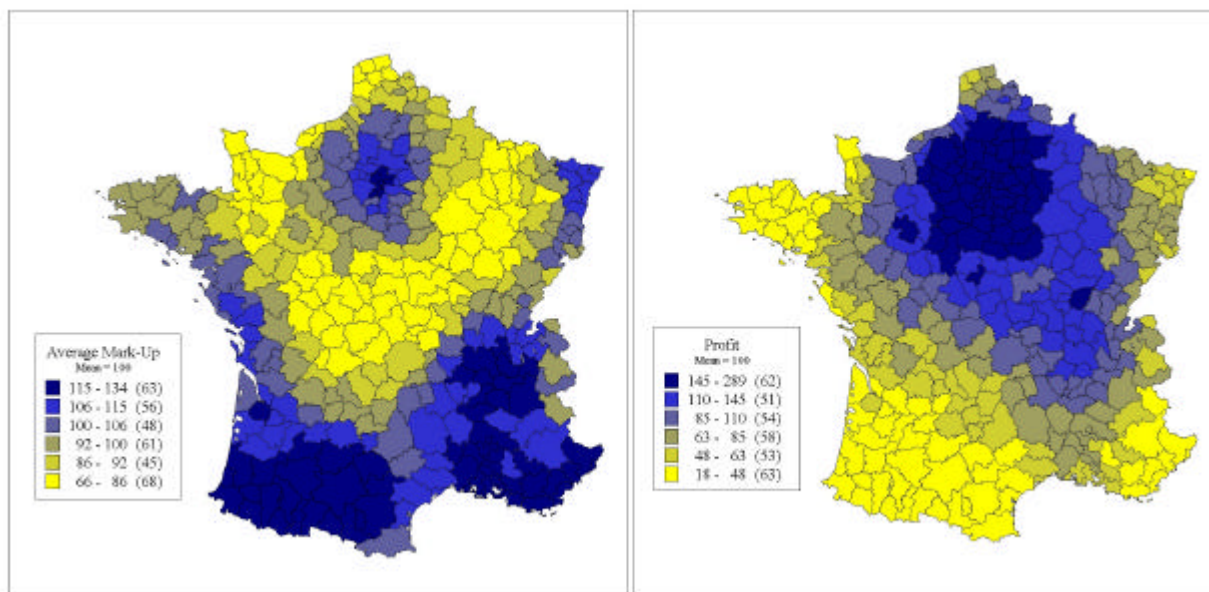 Average Mark-Up
Mean = 100
115 - 134 (63)
106 - 115 (56)
100 - 106 (48)
92 - 100 (61)
86 - 92 (45)
66 - 86 (68)
Profit
Mean = 100
145 - 289 (62)
110 - 145 (51)
85 - 110 (54)
63 - 85 (58)
48 - 63 (53)
18 - 48 (63)